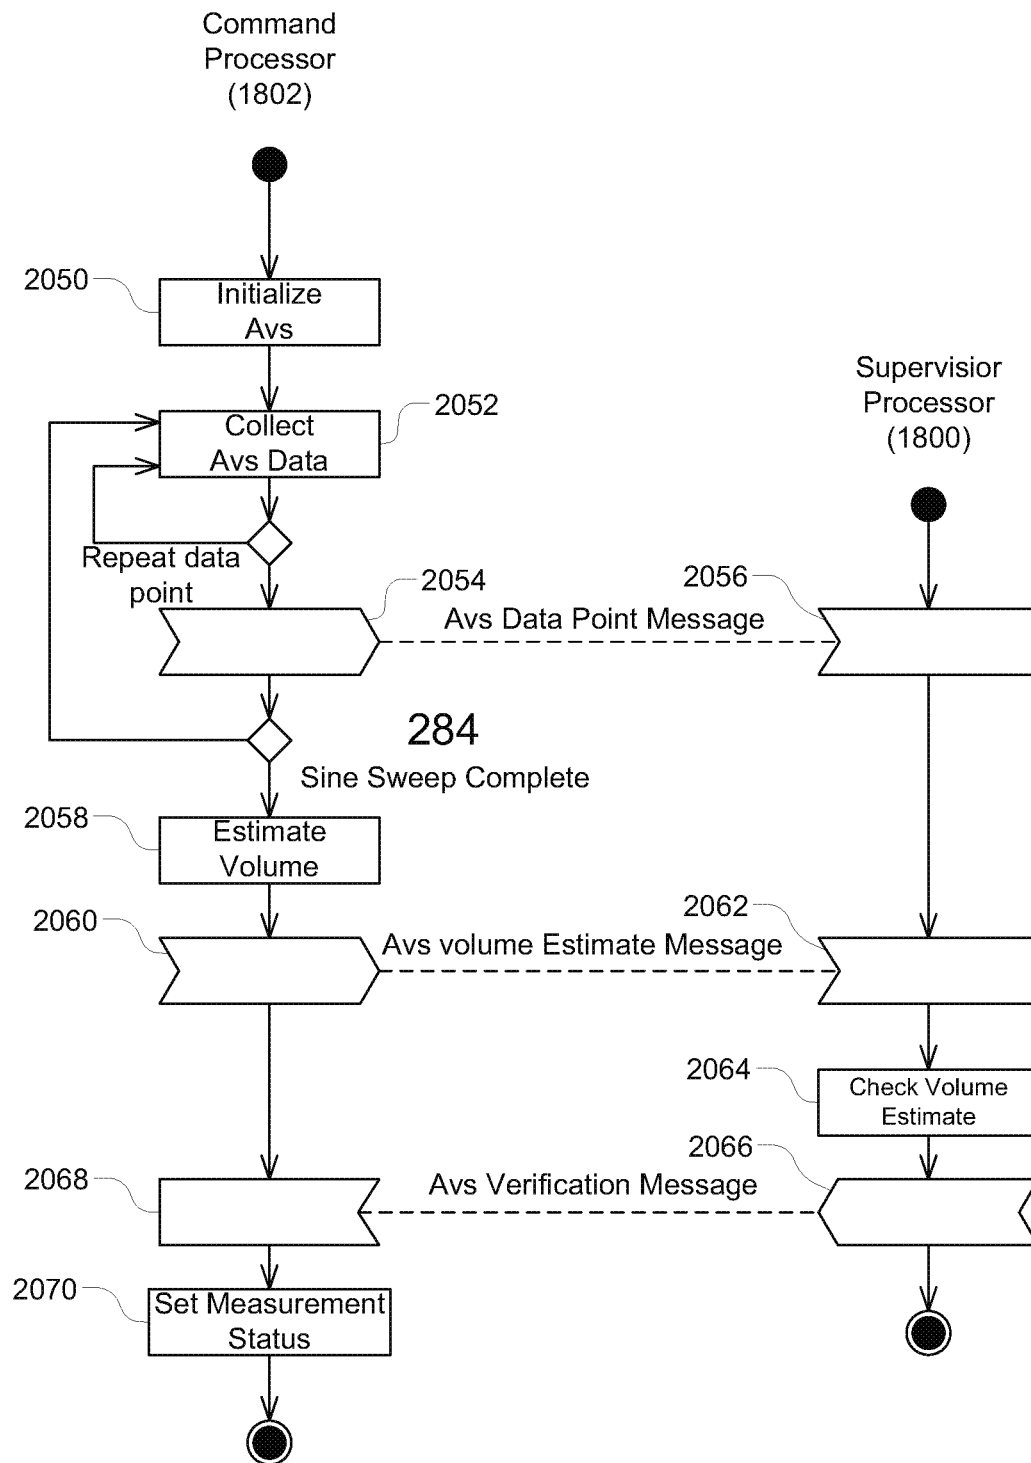 Command
Processor
(1802)
2050
Initialize
Avs
Supervisior
Processor
(1800)
2052
Collect
Avs Data
Repeat data
point
2054
2056
Avs Data Point Message
284
Sine Sweep Complete
2058
Estimate
Volume
2060
2062
Avs volume Estimate Message
2064
Check Volume
Estimate
2066
2068
Avs Verification Message
2070
Set Measurement
Status